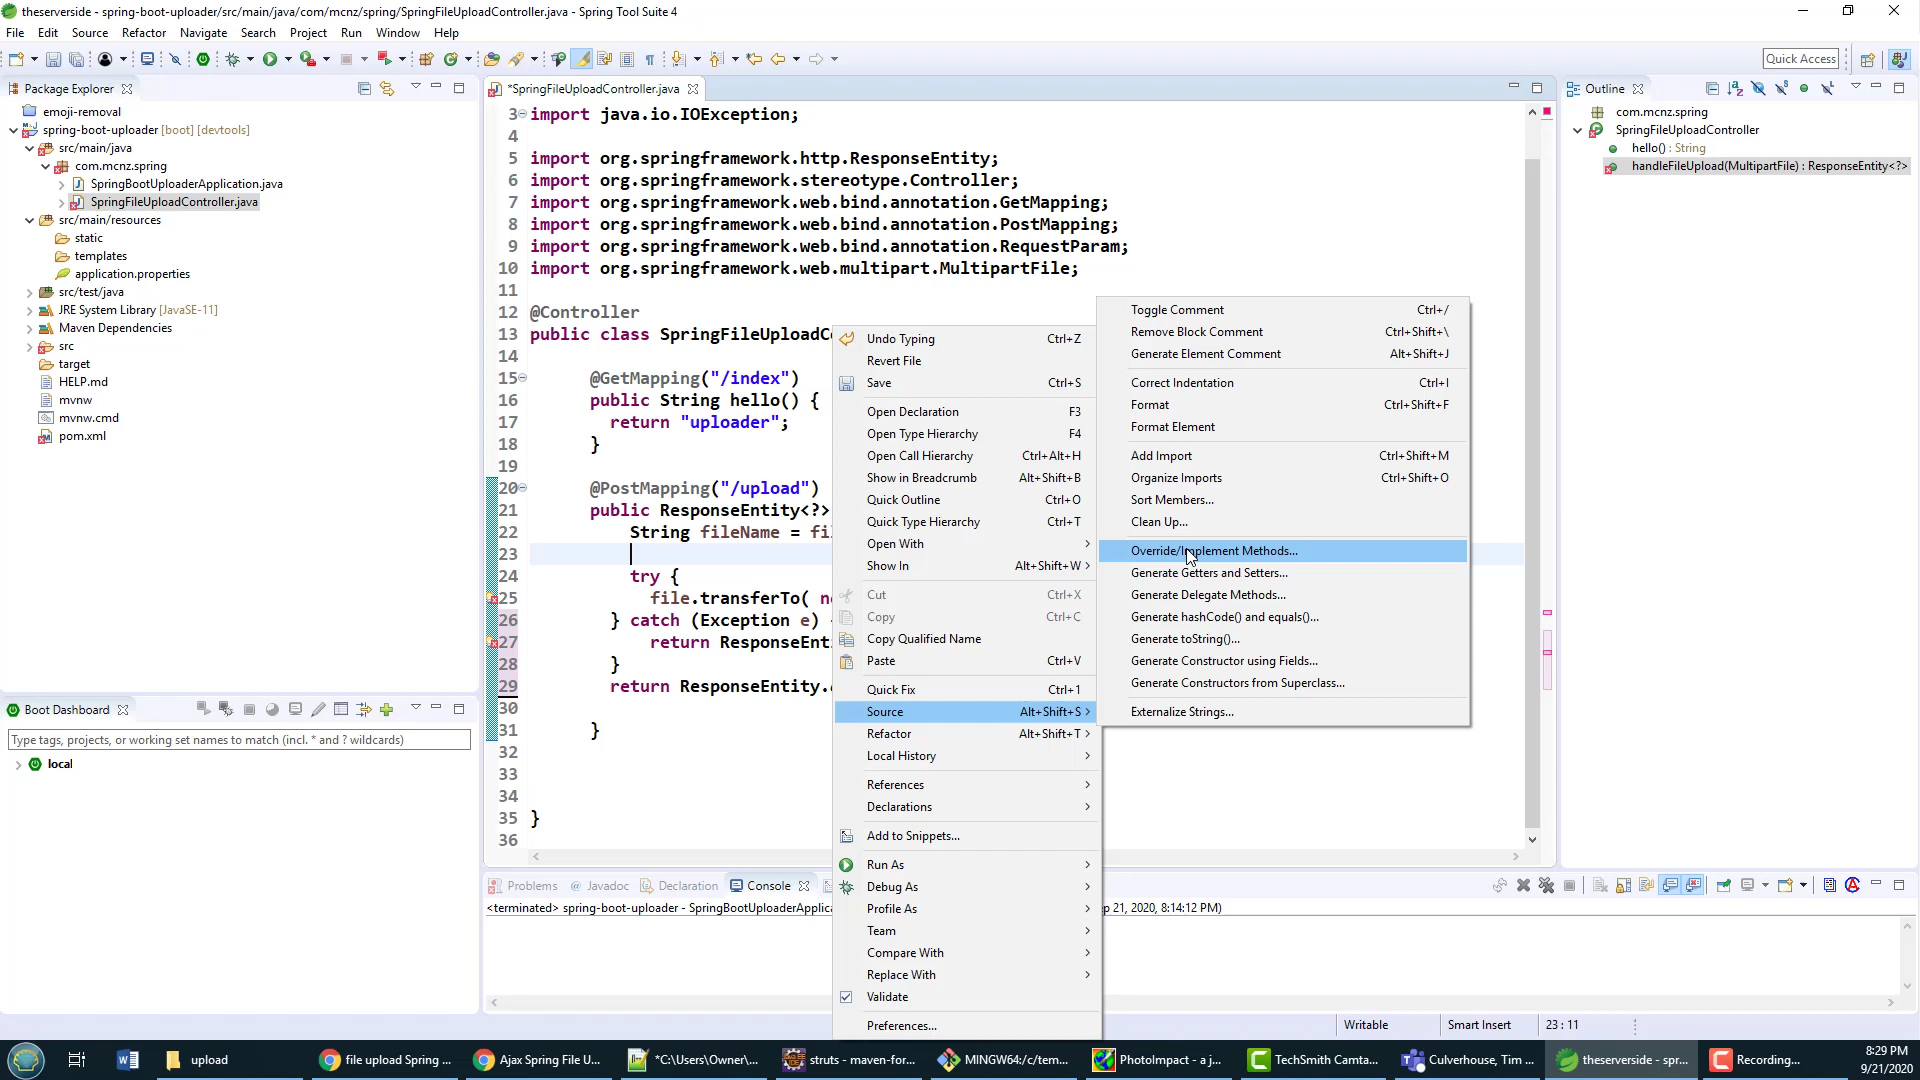 theserverside - spring-boot-uploader/src/main/java/com/mcnz/spring/SpringFileUploadController.java - Spring Tool Suite 4
File Edit Source Refactor Navigate Search Project Run Window Help
Quick Access
Package Explorer
emoji-removal
spring-boot-uploader [boot] [devtools]
src/main/java
com.mcnz.spring
SpringBootUploaderApplication.java
SpringFileUploadController.java
src/main/resources
static
templates
application.properties
src/test/java
JRE System Library [JavaSE-11]
Maven Dependencies
src
target
HELP.md
mvnw
mvnw.cmd
pom.xml
Boot Dashboard
Type tags, projects, or working set names to match (incl. * and ? wildcards)
local
*SpringFileUploadController.java
3 import java.io.IOException;
4
5 import org.springframework.http.ResponseEntity;
6 import org.springframework.stereotype.Controller;
7 import org.springframework.web.bind.annotation.GetMapping;
8 import org.springframework.web.bind.annotation.PostMapping;
9 import org.springframework.web.bind.annotation.RequestParam;
10 import org.springframework.web.multipart.MultipartFile;
11
12 @Controller
13 public class SpringFileUploadCo
14
15 @GetMapping("/index")
16 public String hello() {
17 return "uploader";
18 }
19
20 @PostMapping("/upload")
21 public ResponseEntity<?>
22 String fileName = fil
23
24 try {
25 file.transferTo( ne
26 } catch (Exception e) {
27 return ResponseEnti
28 }
29 return ResponseEntity.
30
31 }
32
33
34
35 }
36
Undo Typing Ctrl+Z
Revert File
Save Ctrl+S
Open Declaration F3
Open Type Hierarchy F4
Open Call Hierarchy Ctrl+Alt+H
Show in Breadcrumb Alt+Shift+B
Quick Outline Ctrl+O
Quick Type Hierarchy Ctrl+T
Open With
Show In Alt+Shift+W
Cut Ctrl+X
Copy Ctrl+C
Copy Qualified Name
Paste Ctrl+V
Quick Fix Ctrl+1
Source Alt+Shift+S
Refactor Alt+Shift+T
Local History
References
Declarations
Add to Snippets...
Run As
Debug As
Profile As
Team
Compare With
Replace With
Validate
Preferences...
Toggle Comment Ctrl+/
Remove Block Comment Ctrl+Shift+\
Generate Element Comment Alt+Shift+J
Correct Indentation Ctrl+I
Format Ctrl+Shift+F
Format Element
Add Import Ctrl+Shift+M
Organize Imports Ctrl+Shift+O
Sort Members...
Clean Up...
Override/Implement Methods...
Generate Getters and Setters...
Generate Delegate Methods...
Generate hashCode() and equals()...
Generate toString()...
Generate Constructor using Fields...
Generate Constructors from Superclass...
Externalize Strings...
Outline
com.mcnz.spring
SpringFileUploadController
hello() : String
handleFileUpload(MultipartFile) : ResponseEntity<?>
Problems @ Javadoc Declaration Console
<terminated> spring-boot-uploader - SpringBootUploaderApplica p 21, 2020, 8:14:12 PM)
Writable Smart Insert 23 : 11
upload
file upload Spring ...
Ajax Spring File U...
*C:\Users\Owner\...
struts - maven-for...
MINGW64:/c/tem...
PhotoImpact - a j...
TechSmith Camta...
Culverhouse, Tim ...
theserverside - spr...
Recording...
8:29 PM
9/21/2020